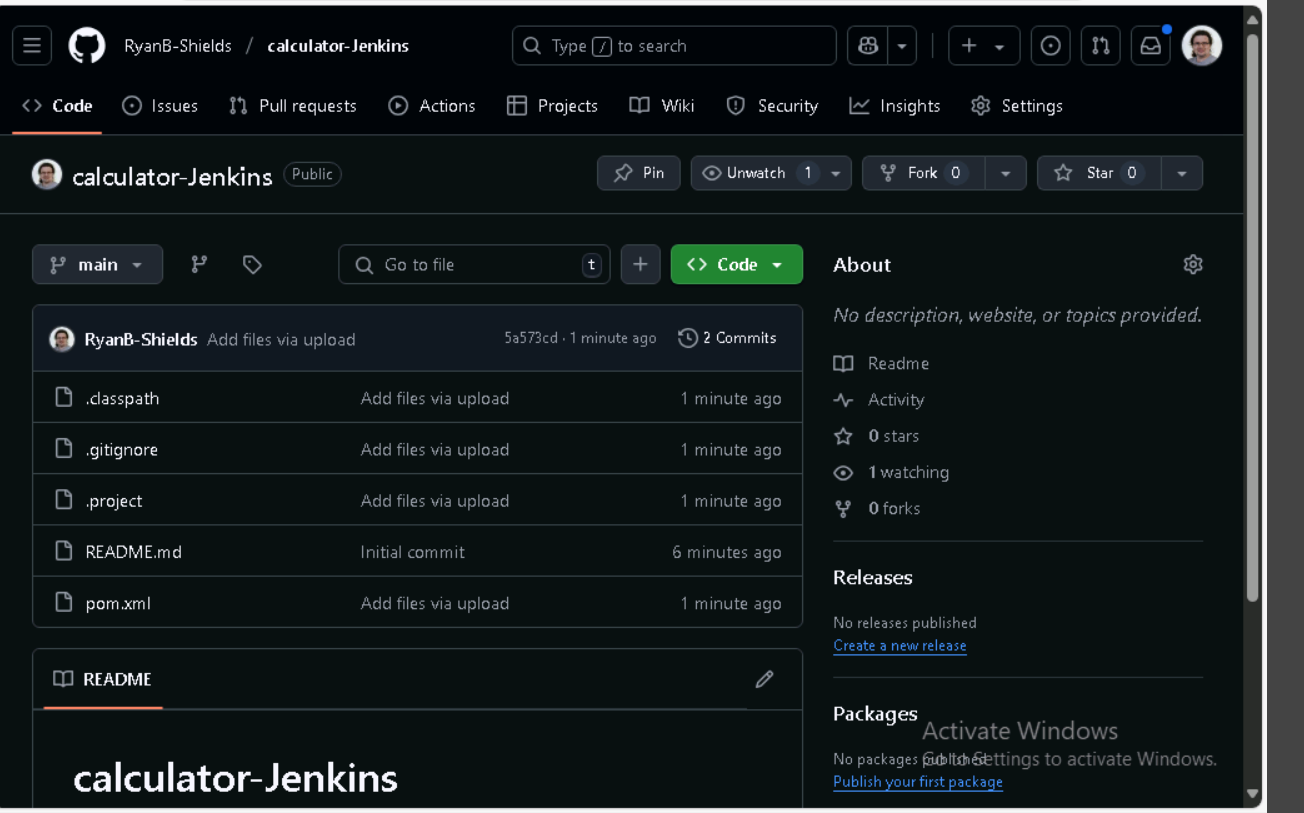 RyanB-Shields / calculator-Jenkins
Type / to search
Code Issues Pull requests Actions Projects Wiki Security Insights Settings
calculator-Jenkins Public
Pin Unwatch 1 Fork 0 Star 0
main
Go to file t
Code
RyanB-Shields Add files via upload 5a573cd · 1 minute ago 2 Commits
.classpath Add files via upload 1 minute ago
.gitignore Add files via upload 1 minute ago
.project Add files via upload 1 minute ago
README.md Initial commit 6 minutes ago
pom.xml Add files via upload 1 minute ago
README
calculator-Jenkins
About
No description, website, or topics provided.
Readme
Activity
0 stars
1 watching
0 forks
Releases
No releases published
Create a new release
Packages
No packages published
Publish your first package
Activate Windows
Go to Settings to activate Windows.